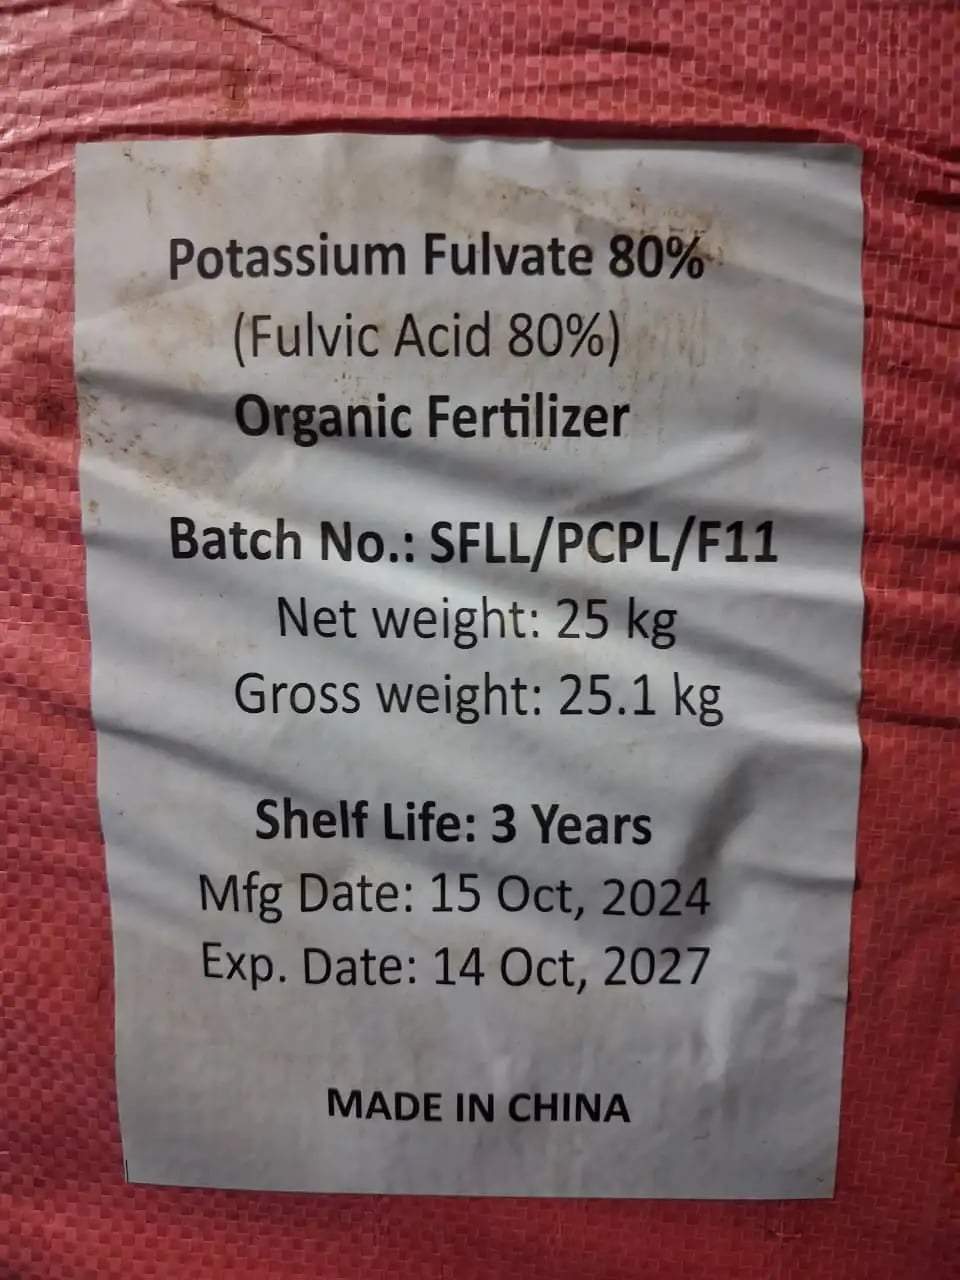 Potassium Fulvate 80%
(Fulvic Acid 80%)
Organic Fertilizer
Batch No.: SFLL/PCPL/F11
Net weight: 25 kg
Gross weight: 25.1 kg
Shelf Life: 3 Years
Mfg Date: 15 Oct, 2024
Exp. Date: 14 Oct, 2027
MADE IN CHINA